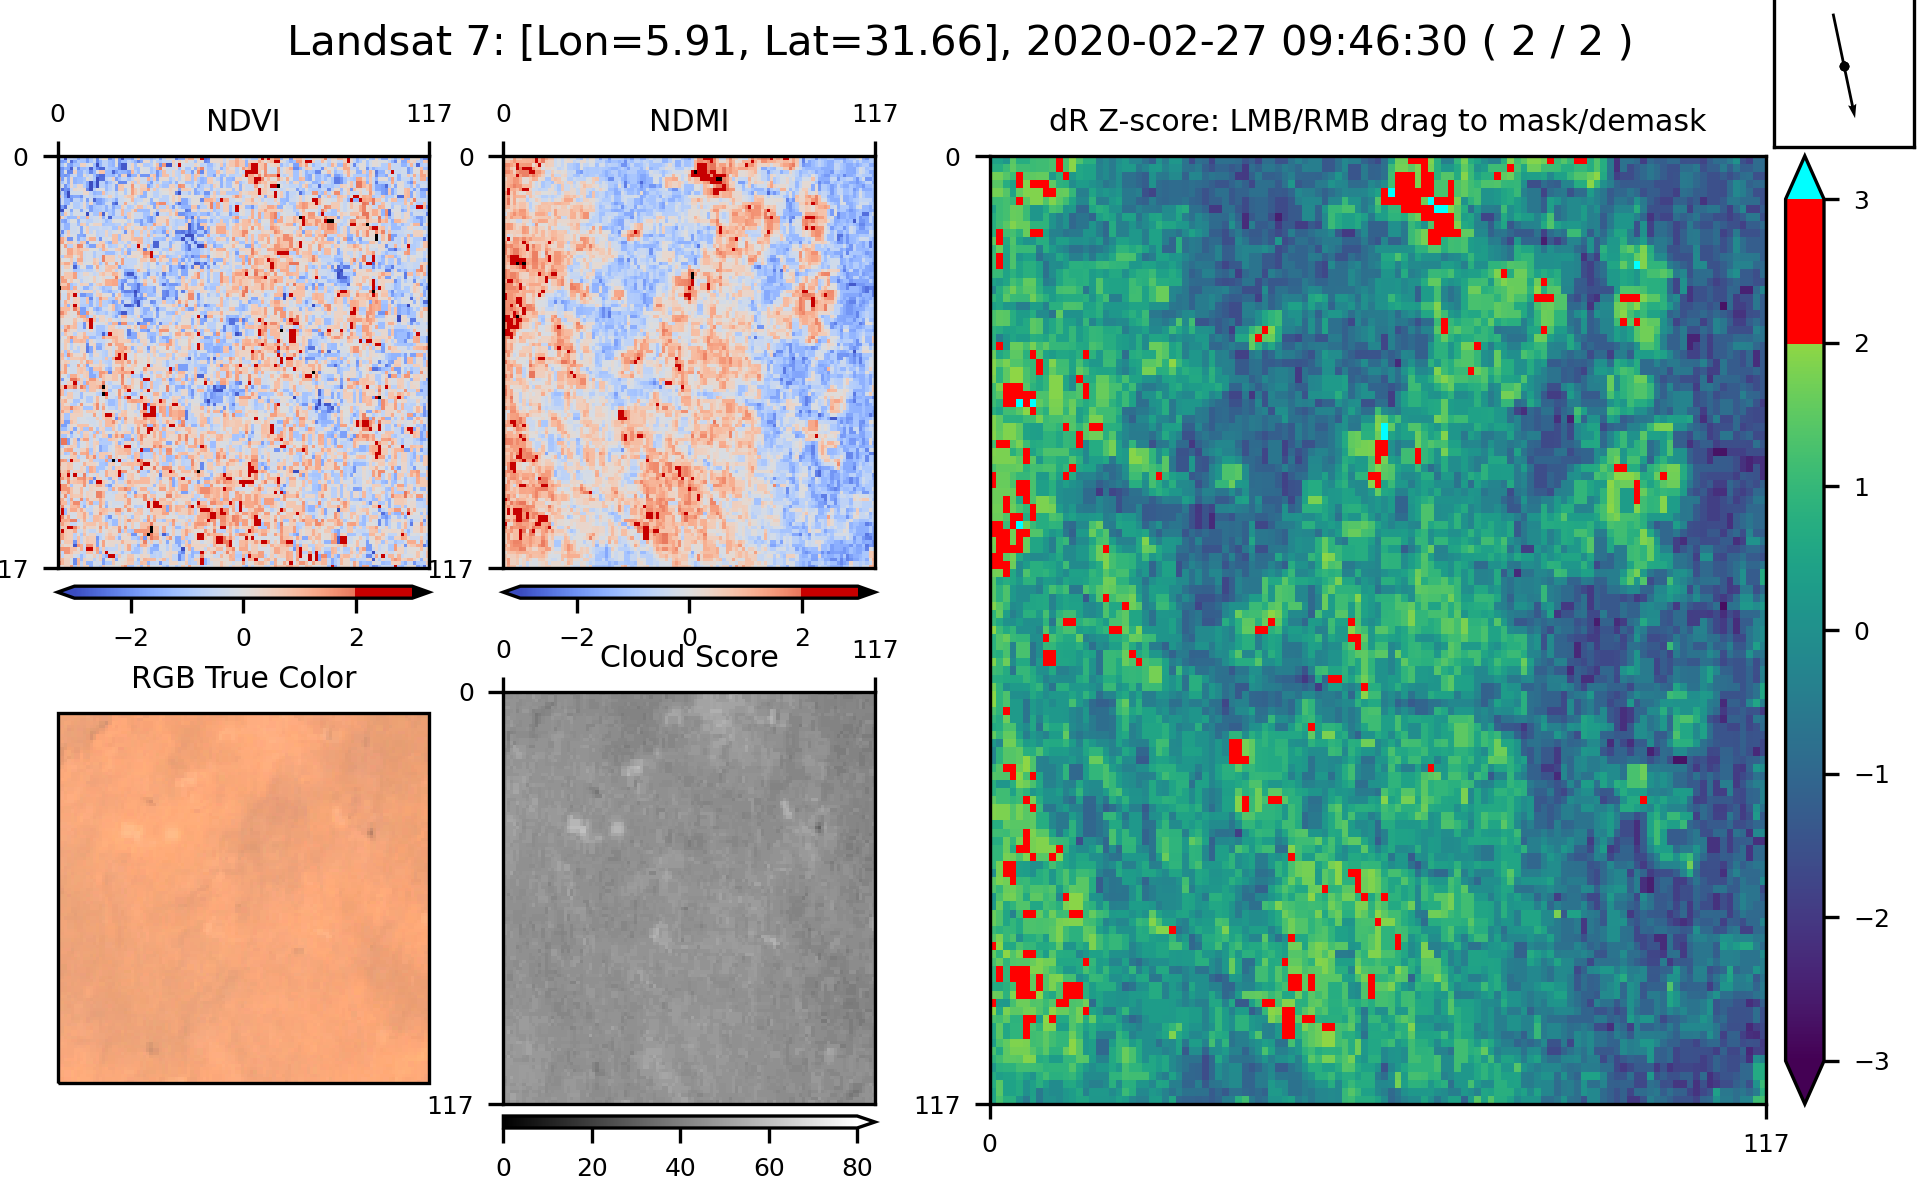 Landsat 7: [Lon=5.91, Lat=31.66], 2020-02-27 09:46:30 ( 2 / 2 )
0 117 0 117
NDVI NDMI dR Z-score: LMB/RMB drag to mask/demask
0 0 0
3
2
1
0
−1
−2
−3
17 117
−2 0 2 −2 0 2
0 117
RGB True Color Cloud Score
0
117 117
0 117
0 20 40 60 80